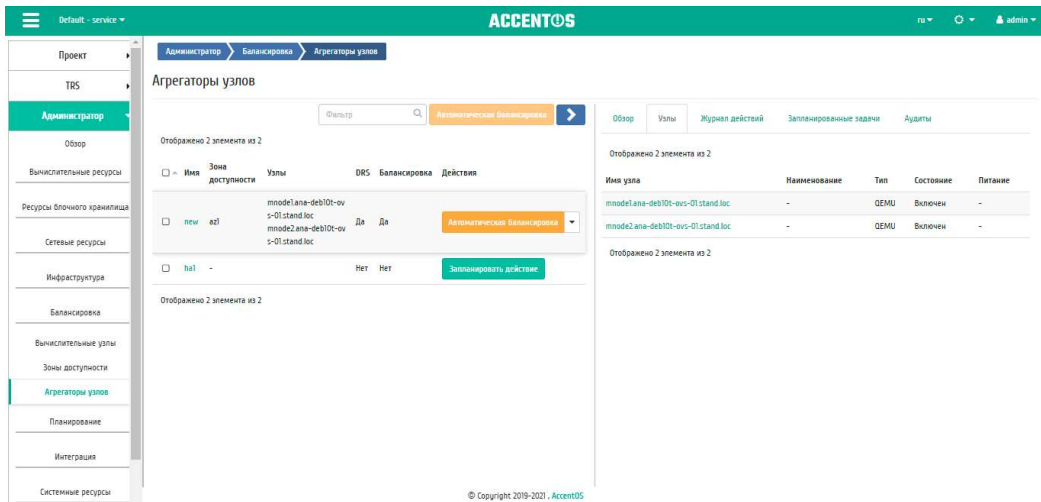 Default - service
ACCENTOS
ru
admin
Проект
TRS
Администратор
Обзор
Вычислительные ресурсы
Ресурсы блочного хранилища
Сетевые ресурсы
Инфраструктура
Балансировка
Вычислительные узлы
Зоны доступности
Агрегаторы узлов
Планирование
Интеграция
Системные ресурсы
Администратор Балансировка Агрегаторы узлов
Агрегаторы узлов
Фильтр Автоматическая балансировка
Отображено 2 элемента из 2
Имя Зона доступности Узлы DRS Балансировка Действия
new az1 mnode1.ana-deb10t-ov
s-01.stand.loc
mnode2.ana-deb10t-ov
s-01.stand.loc Да Да Автоматическая балансировка
ha1 - Нет Нет Запланировать действие
Отображено 2 элемента из 2
Обзор Узлы Журнал действий Запланированные задачи Аудиты
Отображено 2 элемента из 2
Имя узла Наименование Тип Состояние Питание
mnode1.ana-deb10t-ovs-01.stand.loc - QEMU Включен -
mnode2.ana-deb10t-ovs-01.stand.loc - QEMU Включен -
Отображено 2 элемента из 2
© Copyright 2019-2021 , AccentOS